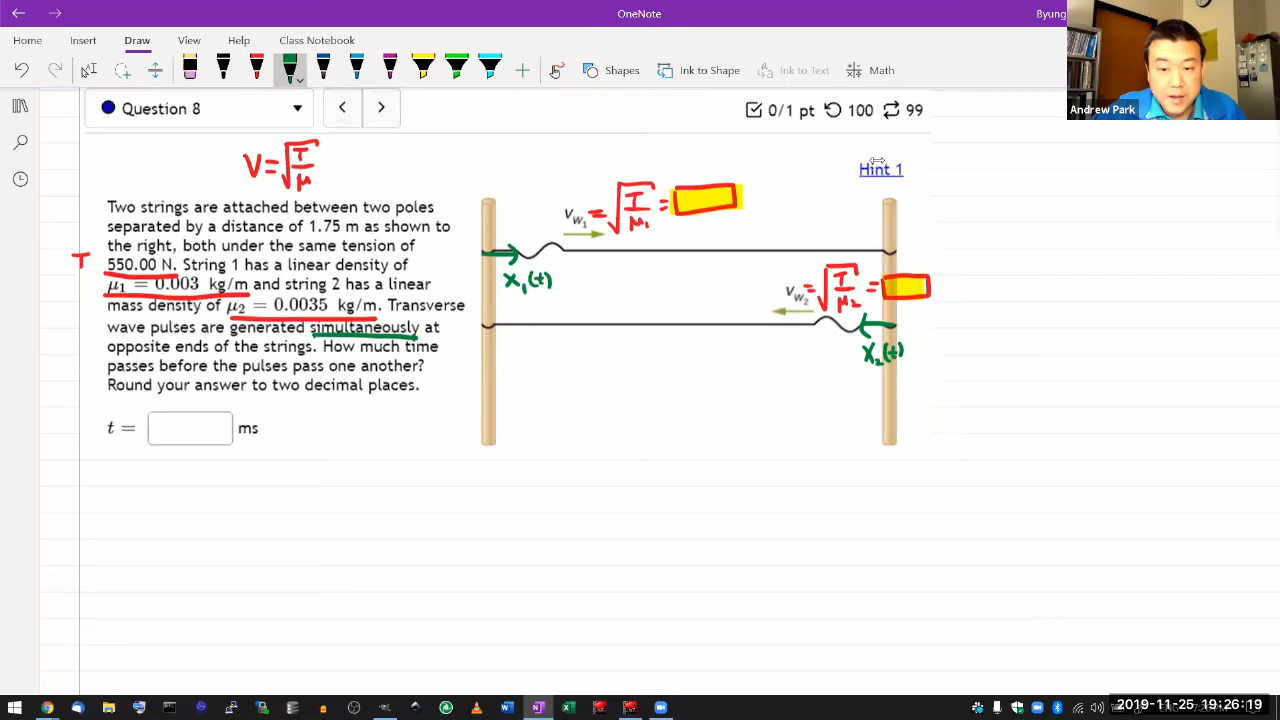 OneNote
Byung
Home Insert Draw View Help Class Notebook
Shapes Ink to Shape Ink to Text Math
Question 8
0/1 pt 100 99
V = √(T/μ)
Hint 1
Two strings are attached between two poles
separated by a distance of 1.75 m as shown to
the right, both under the same tension of
T
550.00 N. String 1 has a linear density of
μ₁ = 0.003 kg/m and string 2 has a linear
mass density of μ₂ = 0.0035 kg/m. Transverse
wave pulses are generated simultaneously at
opposite ends of the strings. How much time
passes before the pulses pass one another?
Round your answer to two decimal places.
t = ms
v_W₁ = √(T/μ₁) =
x₁(t)
v_W₂ = √(T/μ₂) =
x₂(t)
Andrew Park
2019-11-25 19:26:19